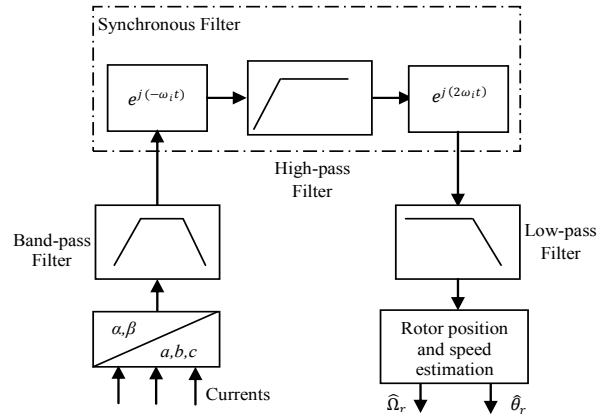 Synchronous Filter
e^{j(-ω_i t)}
e^{j(2ω_i t)}
High-pass
Filter
Band-pass
Filter
Low-pass
Filter
α,β
a,b,c
Currents
Rotor position
and speed
estimation
Ω̂_r
θ̂_r